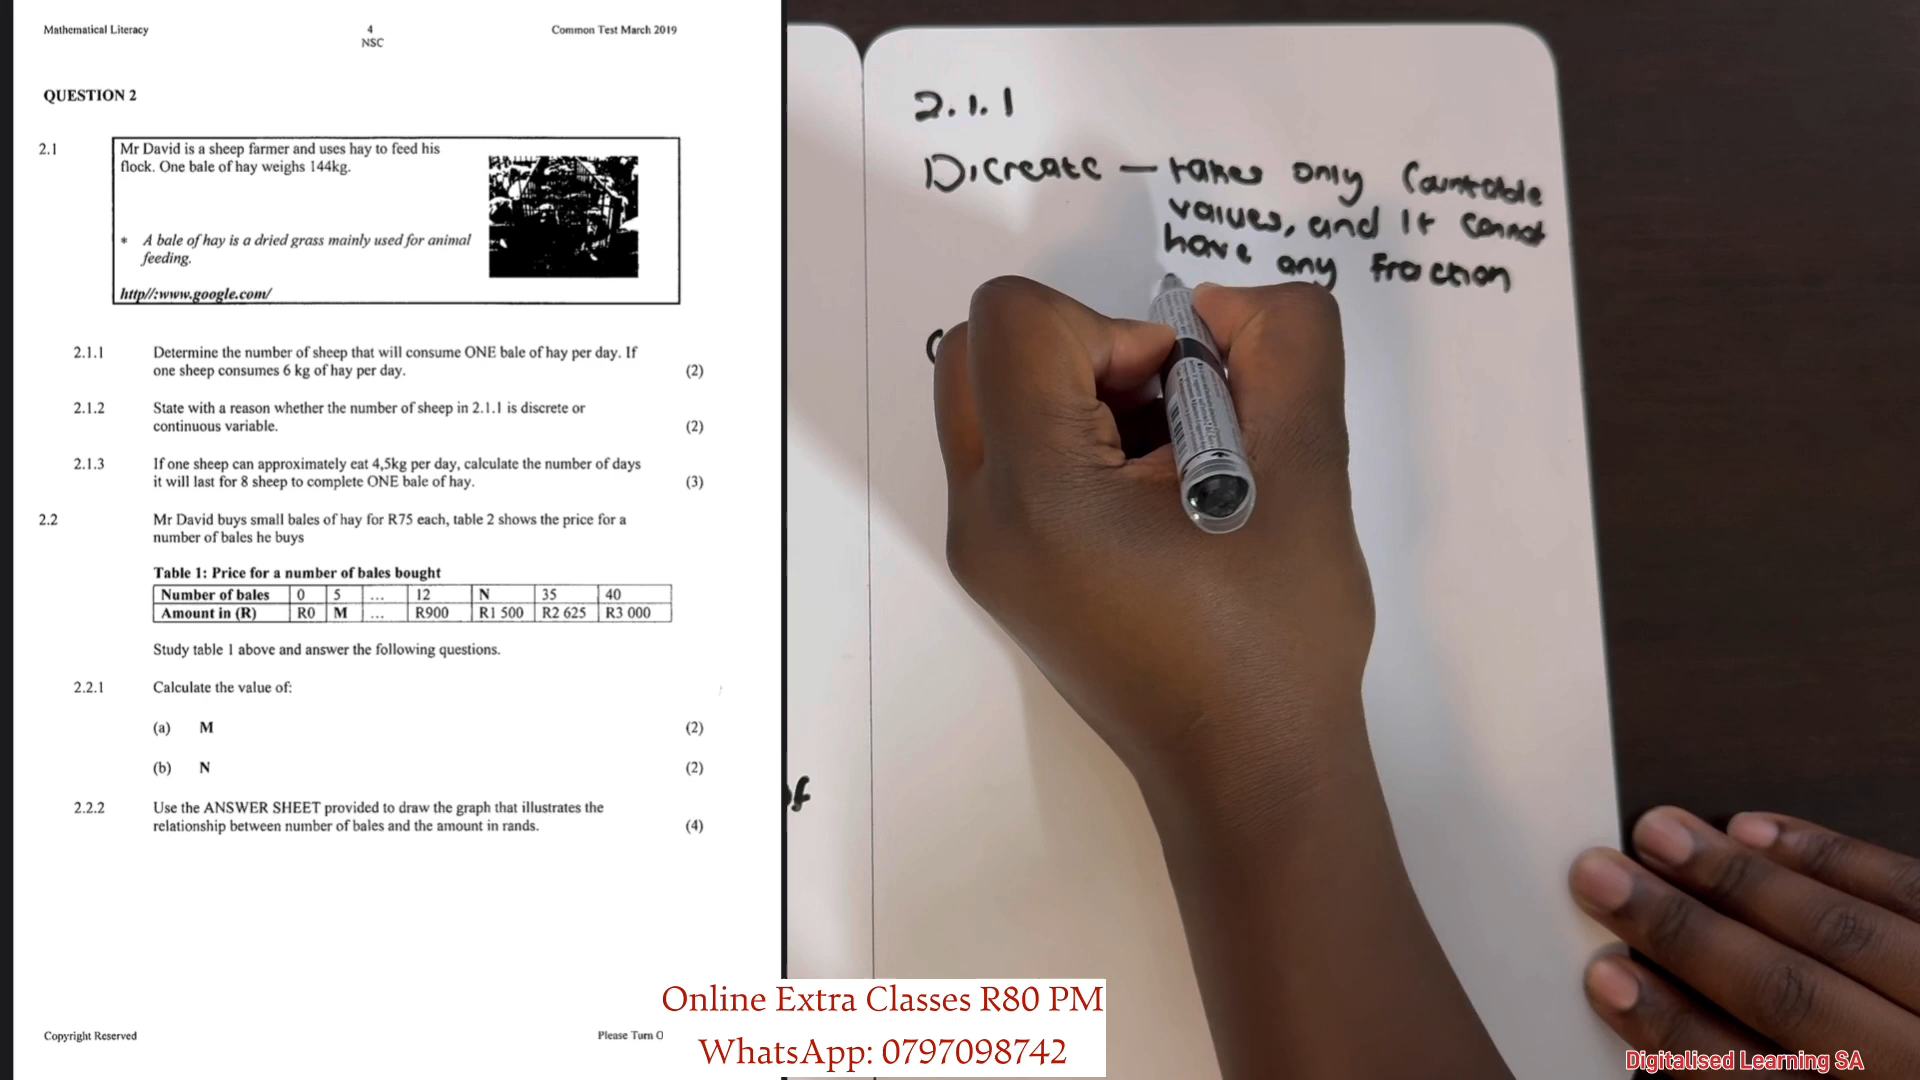 Mathematical Literacy
4
NSC
Common Test March 2019
QUESTION 2
2.1
Mr David is a sheep farmer and uses hay to feed his
flock. One bale of hay weighs 144kg.
* A bale of hay is a dried grass mainly used for animal
feeding.
http//:www.google.com/
2.1.1 Determine the number of sheep that will consume ONE bale of hay per day. If
one sheep consumes 6 kg of hay per day. (2)
2.1.2 State with a reason whether the number of sheep in 2.1.1 is discrete or
continuous variable. (2)
2.1.3 If one sheep can approximately eat 4,5kg per day, calculate the number of days
it will last for 8 sheep to complete ONE bale of hay. (3)
2.2 Mr David buys small bales of hay for R75 each, table 2 shows the price for a
number of bales he buys
Table 1: Price for a number of bales bought
Number of bales 0 5 ... 12 N 35 40
Amount in (R) R0 M ... R900 R1 500 R2 625 R3 000
Study table 1 above and answer the following questions.
2.2.1 Calculate the value of:
(a) M (2)
(b) N (2)
2.2.2 Use the ANSWER SHEET provided to draw the graph that illustrates the
relationship between number of bales and the amount in rands. (4)
Copyright Reserved
Please Turn O
2.1.1
Dicreate — takes only Countable
values, and it cannot
have any fraction
of
Online Extra Classes R80 PM
WhatsApp: 0797098742
Digitalised Learning SA